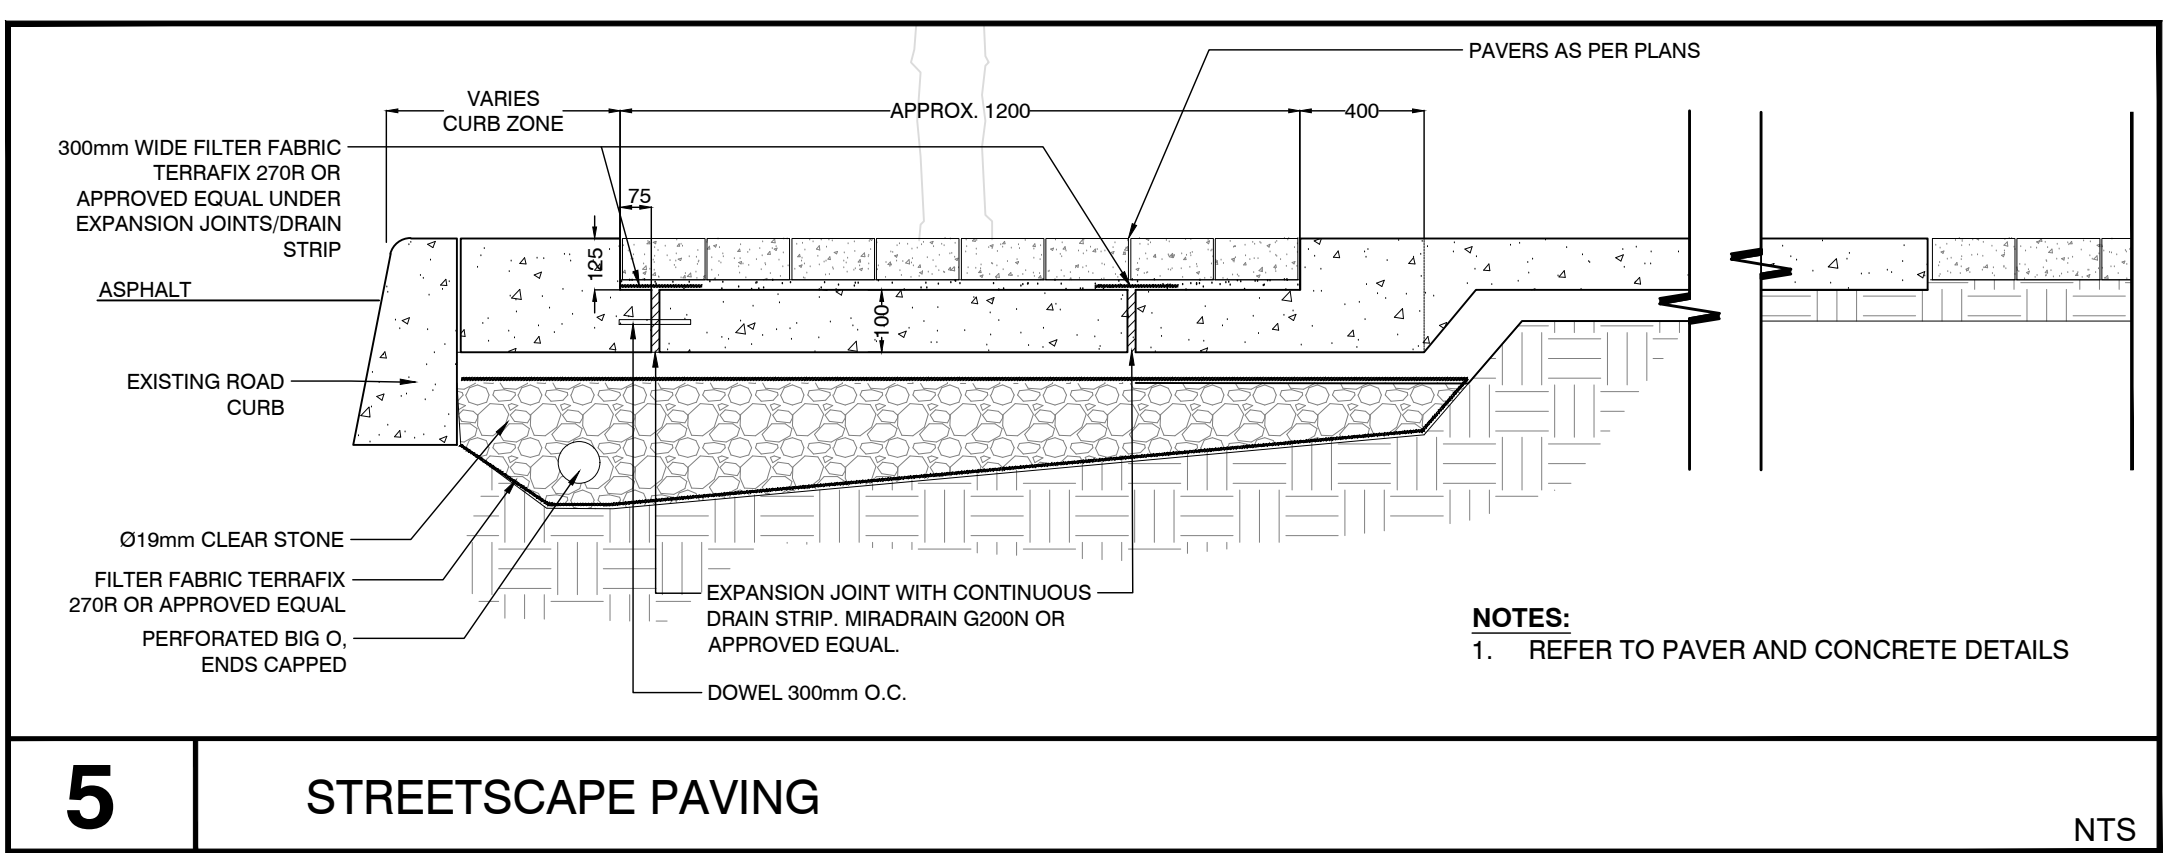 PAVERS AS PER PLANS
VARIES
CURB ZONE
APPROX. 1200
400
300mm WIDE FILTER FABRIC
TERRAFIX 270R OR
APPROVED EQUAL UNDER
EXPANSION JOINTS/DRAIN
STRIP
75
125
100
ASPHALT
EXISTING ROAD
CURB
Ø19mm CLEAR STONE
FILTER FABRIC TERRAFIX
270R OR APPROVED EQUAL
PERFORATED BIG O,
ENDS CAPPED
EXPANSION JOINT WITH CONTINUOUS
DRAIN STRIP. MIRADRAIN G200N OR
APPROVED EQUAL.
DOWEL 300mm O.C.
NOTES:
1. REFER TO PAVER AND CONCRETE DETAILS
5
STREETSCAPE PAVING
NTS